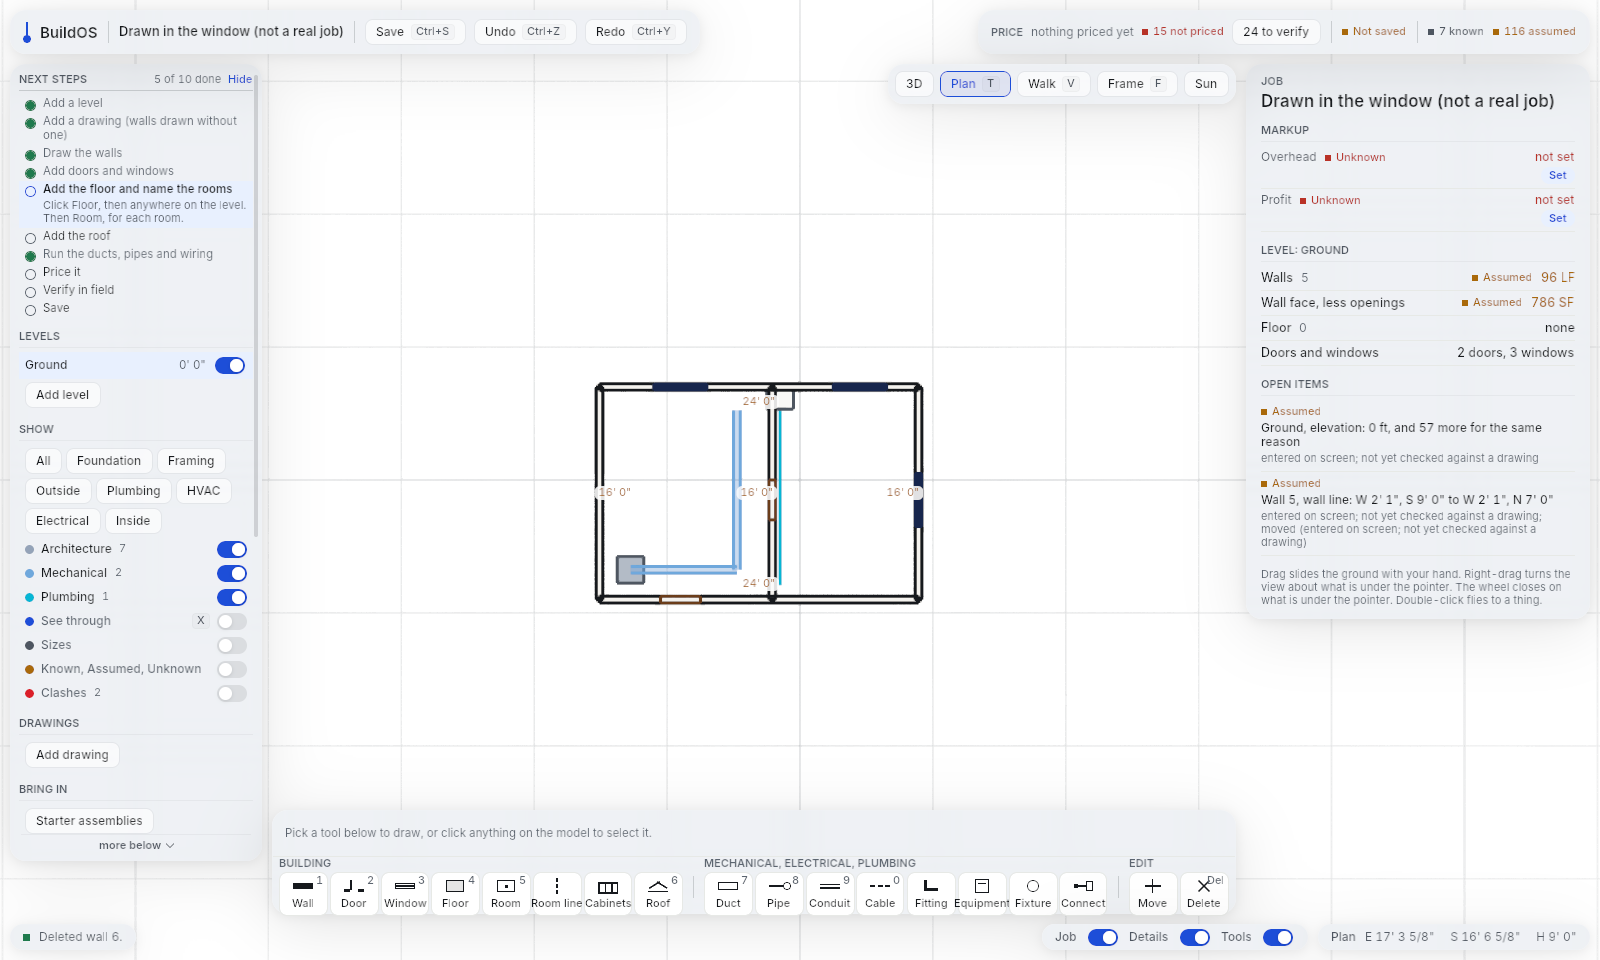 BuildOS
Drawn in the window (not a real job)
Save Ctrl+S
Undo Ctrl+Z
Redo Ctrl+Y
PRICE nothing priced yet 15 not priced 24 to verify Not saved 7 known 116 assumed
3D
Plan T
Walk V
Frame F
Sun
NEXT STEPS 5 of 10 done Hide
Add a level
Add a drawing (walls drawn without
one)
Draw the walls
Add doors and windows
Add the floor and name the rooms
Click Floor, then anywhere on the level.
Then Room, for each room.
Add the roof
Run the ducts, pipes and wiring
Price it
Verify in field
Save
LEVELS
Ground 0' 0"
Add level
SHOW
All Foundation Framing
Outside Plumbing HVAC
Electrical Inside
Architecture 7
Mechanical 2
Plumbing 1
See through X
Sizes
Known, Assumed, Unknown
Clashes 2
DRAWINGS
Add drawing
BRING IN
Starter assemblies
more below
Deleted wall 6.
24' 0"
16' 0" 16' 0" 16' 0"
24' 0"
JOB
Drawn in the window (not a real job)
MARKUP
Overhead Unknown not set
Set
Profit Unknown not set
Set
LEVEL: GROUND
Walls 5 Assumed 96 LF
Wall face, less openings Assumed 786 SF
Floor 0 none
Doors and windows 2 doors, 3 windows
OPEN ITEMS
Assumed
Ground, elevation: 0 ft, and 57 more for the same
reason
entered on screen; not yet checked against a drawing
Assumed
Wall 5, wall line: W 2' 1", S 9' 0" to W 2' 1", N 7' 0"
entered on screen; not yet checked against a drawing;
moved (entered on screen; not yet checked against a
drawing)
Drag slides the ground with your hand. Right-drag turns the
view about what is under the pointer. The wheel closes on
what is under the pointer. Double-click flies to a thing.
Pick a tool below to draw, or click anything on the model to select it.
BUILDING
1 2 3 4 5 6
Wall Door Window Floor Room Room line Cabinets Roof
MECHANICAL, ELECTRICAL, PLUMBING
7 8 9 0
Duct Pipe Conduit Cable Fitting Equipment Fixture Connect
EDIT
Del
Move Delete
Job Details Tools
Plan E 17' 3 5/8" S 16' 6 5/8" H 9' 0"